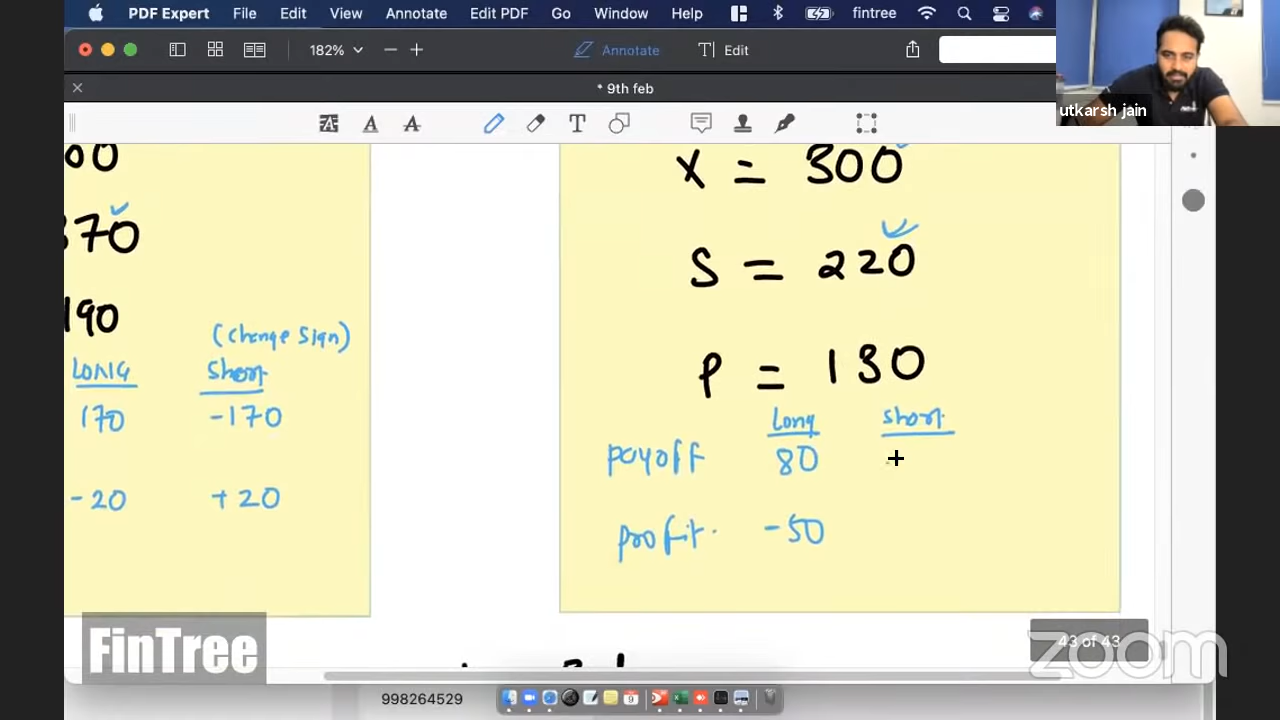 PDF Expert File Edit View Annotate Edit PDF Go Window Help fintree
182% Annotate T| Edit
utkarsh jain
* 9th feb
00
370
190
(change sign)
LONG Short
170 -170
-20 +20
X = 300
S = 220
P = 130
Long Short
payoff 80
profit -50
FinTree
43 of 43
zoom
998264529